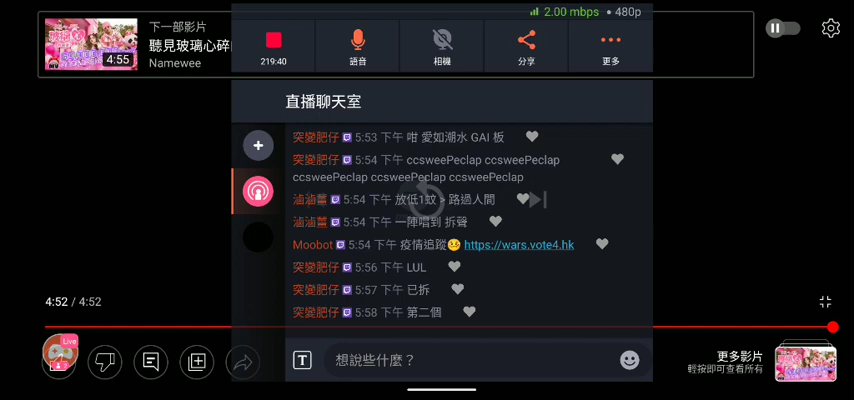 下一部影片
聽見玻璃心碎
4:55
Namewee
2.00 mbps • 480p
219:40
語音
相機
分享
更多
直播聊天室
突變肥仔 5:53 下午 咁 愛如潮水 GAI 板
突變肥仔 5:54 下午 ccsweePeclap ccsweePeclap
ccsweePeclap ccsweePeclap ccsweePeclap
滷滷薑 5:54 下午 放低1蚊 > 路過人間
滷滷薑 5:54 下午 一陣唱到 拆聲
Moobot 5:54 下午 疫情追蹤🤒 https://wars.vote4.hk
突變肥仔 5:56 下午 LUL
突變肥仔 5:57 下午 已拆
突變肥仔 5:58 下午 第二個
4:52 / 4:52
Live
T 想說些什麼？
更多影片
輕按即可查看所有